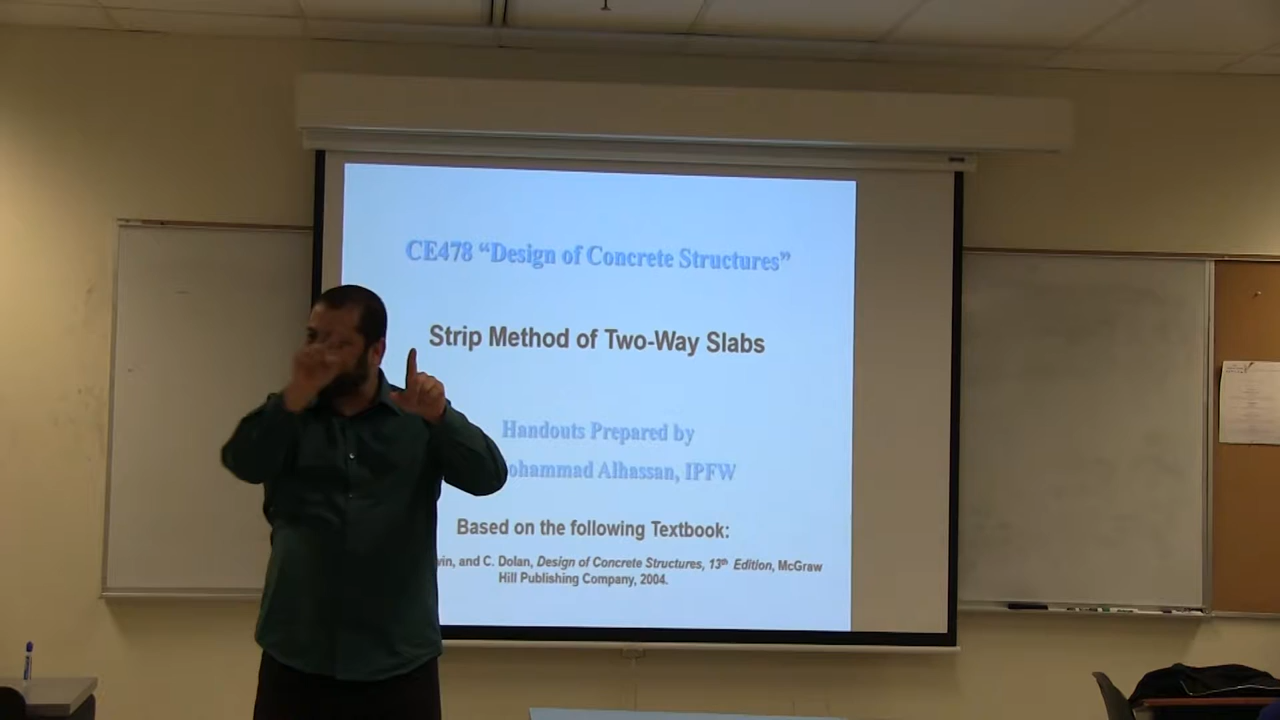 CE478 “Design of Concrete Structures”
Strip Method of Two-Way Slabs
Handouts Prepared by
ohammad Alhassan, IPFW
Based on the following Textbook:
and C. Dolan, Design of Concrete Structures, 13th Edition, McGraw
Hill Publishing Company, 2004.